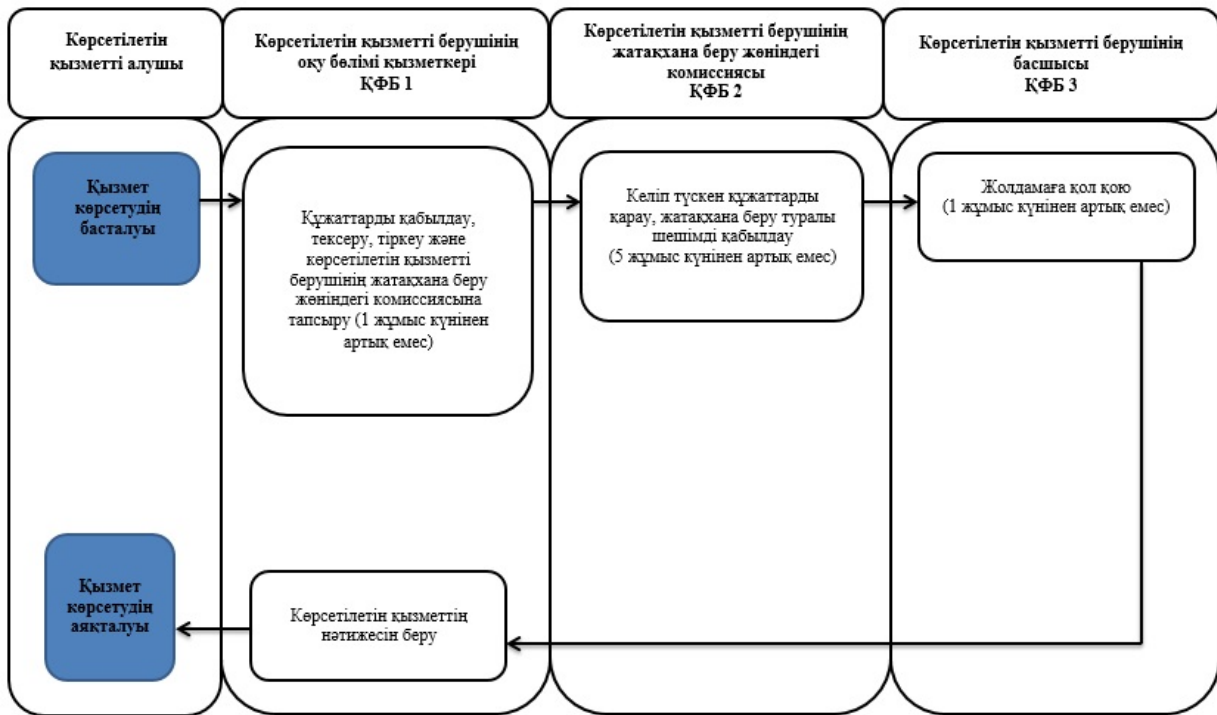 Көрсетілетін
қызметті алушы
Көрсетілетін қызметті берушінің
оқу бөлімі қызметкері
ҚФБ 1
Көрсетілетін қызметті берушінің
жатақхана беру жөніндегі
комиссиясы
ҚФБ 2
Көрсетілетін қызметті берушінің
басшысы
ҚФБ 3
Қызмет
көрсетудің
басталуы
Құжаттарды қабылдау,
тексеру, тіркеу және
көрсетілетін қызметті
берушінің жатақхана беру
жөніндегі комиссиясына
тапсыру (1 жұмыс күнінен
артық емес)
Келіп түскен құжаттарды
қарау, жатақхана беру туралы
шешімді қабылдау
(5 жұмыс күнінен артық емес)
Жолдамаға қол қою
(1 жұмыс күнінен артық емес)
Қызмет
көрсетудің
аяқталуы
Көрсетілетін қызметтің
нәтижесін беру